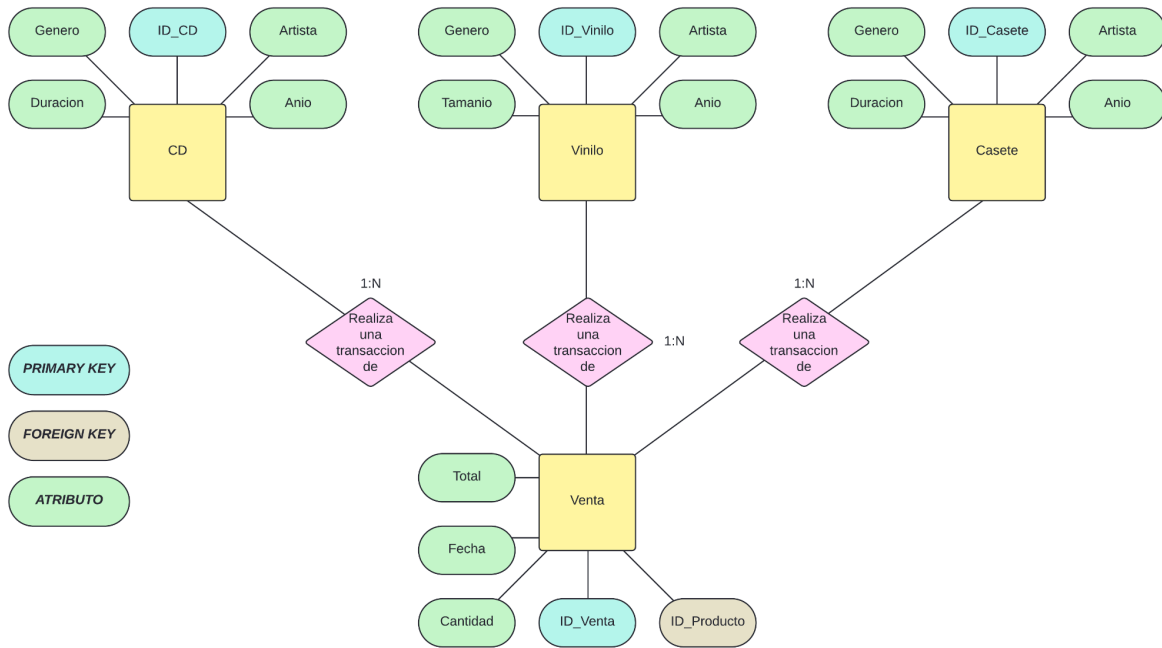 Genero
ID_CD
Artista
Genero
ID_Vinilo
Artista
Genero
ID_Casete
Artista
Duracion
Anio
Tamanio
Anio
Duracion
Anio
CD
Vinilo
Casete
1:N
1:N
Realiza
una
transaccion
de
Realiza
una
transaccion
de
1:N
Realiza
una
transaccion
de
PRIMARY KEY
FOREIGN KEY
ATRIBUTO
Total
Venta
Fecha
Cantidad
ID_Venta
ID_Producto